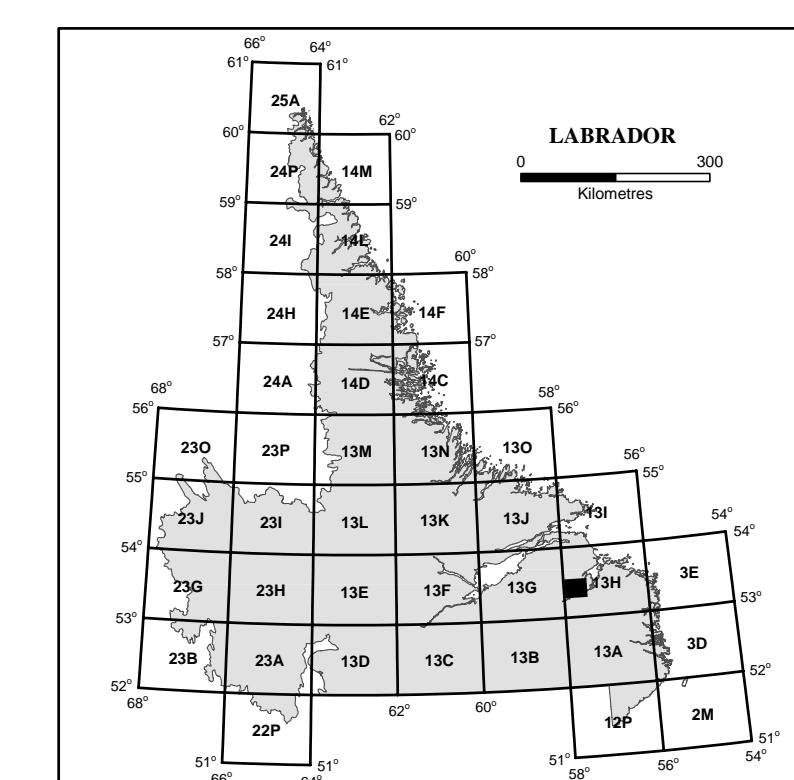 66° 64°
61° 61°
25A 62°
60° 60°
LABRADOR
0 300
Kilometres
24P 14M
59° 59°
24I 14L
60°
58° 58°
24H 14E 14F
57° 57°
24A 14D 14C
68° 58°
56° 56°
23O 23P 13M 13N 13O
56°
55° 55°
23J 23I 13L 13K 13J 13I
54°
54° 54°
23G 23H 13E 13F 13G 13H 3E
53° 53°
23B 23A 13D 13C 13B 13A 3D
52° 52°
68° 62° 60°
22P 12P 2M
51° 51° 51° 51°
66° 64° 58° 56° 54°